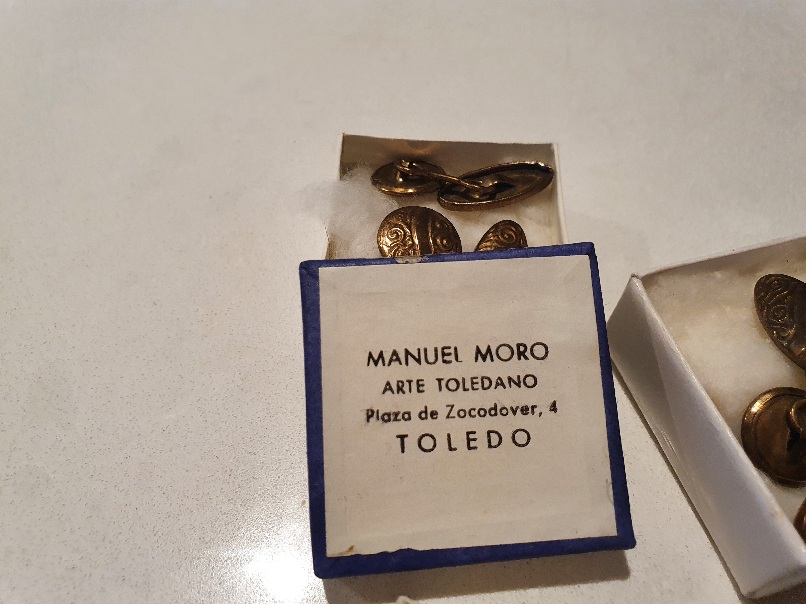 MANUEL MORO
ARTE TOLEDANO
Plaza de Zocodover, 4
TOLEDO